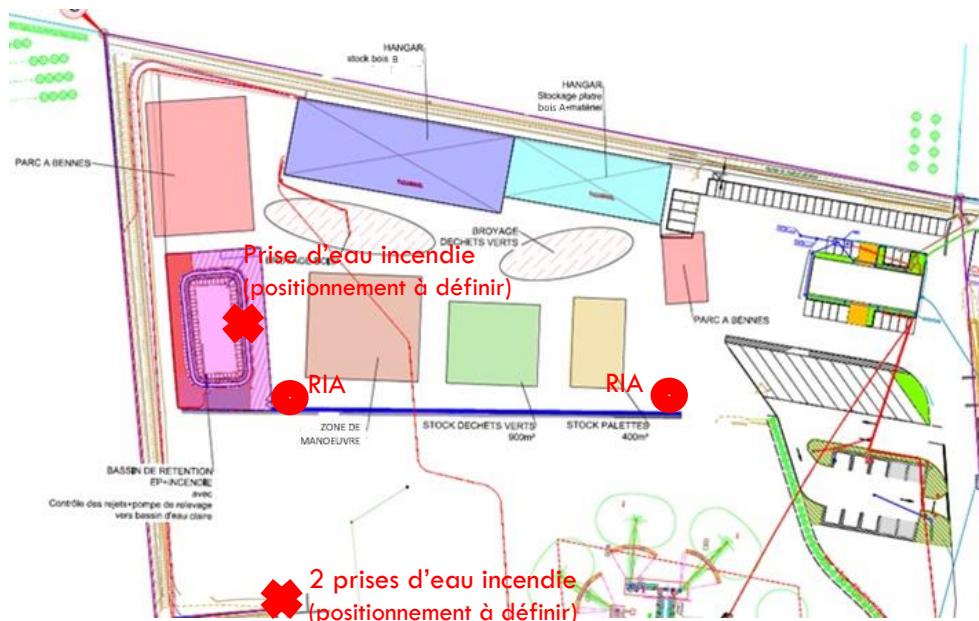 HANGAR
stock bois B
HANGAR
Stockage platre
bois A+matériel
PARC A BENNES
BROYAGE
DECHETS VERTS
Prise d'eau incendie
(positionnement à définir)
PARC A BENNES
RIA
RIA
ZONE DE
MANOEUVRE
STOCK DECHETS VERTS
900m²
STOCK PALETTES
400m²
BASSIN DE RETENTION
EP+INCENDIE
avec
Contrôle des rejets+pompe de relevage
vers bassin d'eau claire
2 prises d'eau incendie
(positionnement à définir)